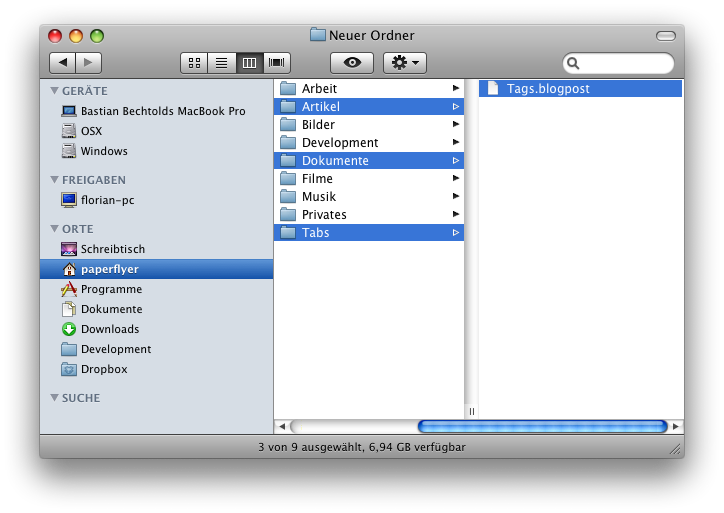 Neuer Ordner
GERÄTE
Bastian Bechtolds MacBook Pro
OSX
Windows
FREIGABEN
florian-pc
ORTE
Schreibtisch
paperflyer
Programme
Dokumente
Downloads
Development
Dropbox
SUCHE
Arbeit
Artikel
Bilder
Development
Dokumente
Filme
Musik
Privates
Tabs
Tags.blogpost
3 von 9 ausgewählt, 6,94 GB verfügbar